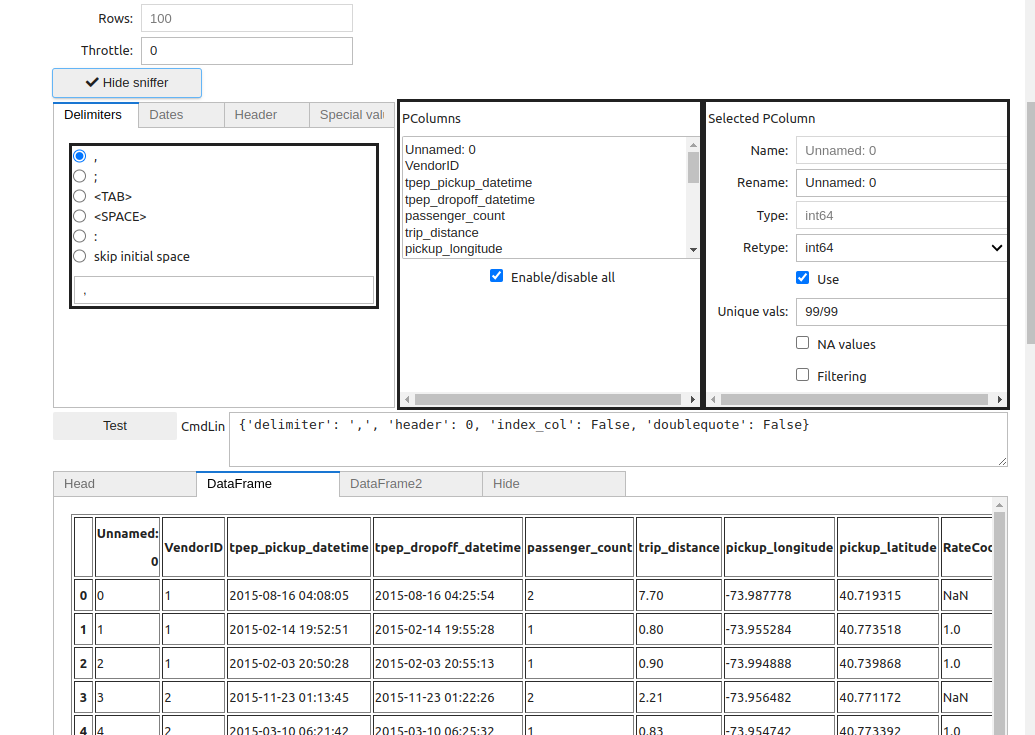 Rows: 100
Throttle: 0
Hide sniffer
Delimiters Dates Header Special valu
,
;
<TAB>
<SPACE>
:
skip initial space
,
PColumns
Unnamed: 0
VendorID
tpep_pickup_datetime
tpep_dropoff_datetime
passenger_count
trip_distance
pickup_longitude
Enable/disable all
Selected PColumn
Name: Unnamed: 0
Rename: Unnamed: 0
Type: int64
Retype: int64
Use
Unique vals: 99/99
NA values
Filtering
Test CmdLin {'delimiter': ',', 'header': 0, 'index_col': False, 'doublequote': False}
Head DataFrame DataFrame2 Hide
Unnamed: 0 VendorID tpep_pickup_datetime tpep_dropoff_datetime passenger_count trip_distance pickup_longitude pickup_latitude RateCoc
0 0 1 2015-08-16 04:08:05 2015-08-16 04:25:54 2 7.70 -73.987778 40.719315 NaN
1 1 1 2015-02-14 19:52:51 2015-02-14 19:55:28 1 0.80 -73.955284 40.773518 1.0
2 2 1 2015-02-03 20:50:28 2015-02-03 20:55:13 1 0.90 -73.994888 40.739868 1.0
3 3 2 2015-11-23 01:13:45 2015-11-23 01:22:26 2 2.21 -73.956482 40.771172 NaN
4 4 2 2015-03-10 06:21:42 2015-03-10 06:25:32 1 0.83 -73.954742 40.773392 1.0